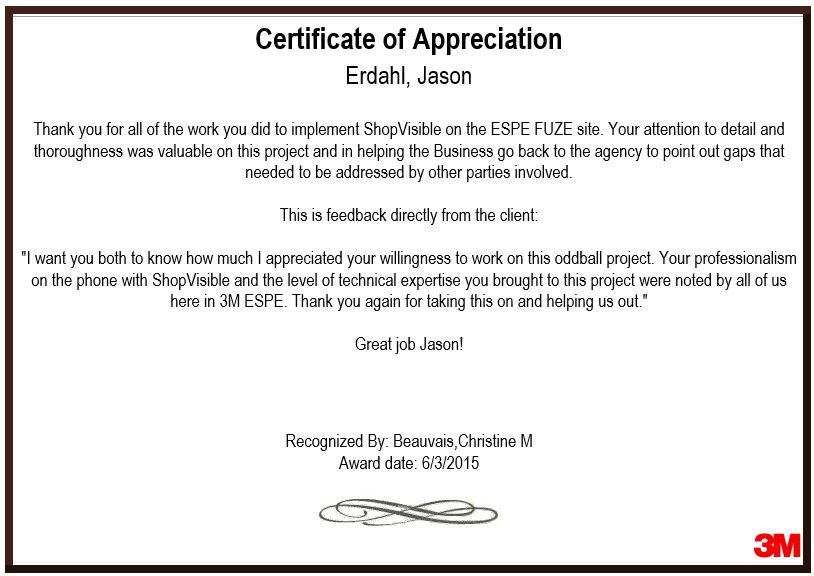 Certificate of Appreciation
Erdahl, Jason
Thank you for all of the work you did to implement ShopVisible on the ESPE FUZE site. Your attention to detail and
thoroughness was valuable on this project and in helping the Business go back to the agency to point out gaps that
needed to be addressed by other parties involved.
This is feedback directly from the client:
"I want you both to know how much I appreciated your willingness to work on this oddball project. Your professionalism
on the phone with ShopVisible and the level of technical expertise you brought to this project were noted by all of us
here in 3M ESPE. Thank you again for taking this on and helping us out."
Great job Jason!
Recognized By: Beauvais,Christine M
Award date: 6/3/2015
3M